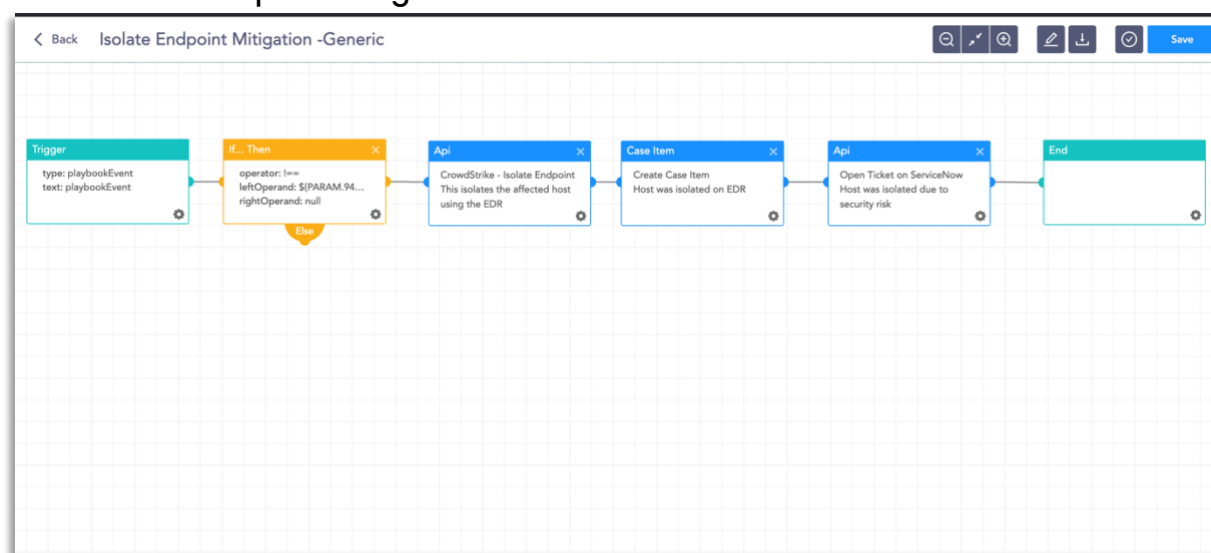 Back
Isolate Endpoint Mitigation -Generic
Save
Trigger
type: playbookEvent
text: playbookEvent
If... Then
operator: !==
leftOperand: ${PARAM.94...
rightOperand: null
Else
Api
CrowdStrike - Isolate Endpoint
This isolates the affected host
using the EDR
Case Item
Create Case Item
Host was isolated on EDR
Api
Open Ticket on ServiceNow
Host was isolated due to
security risk
End